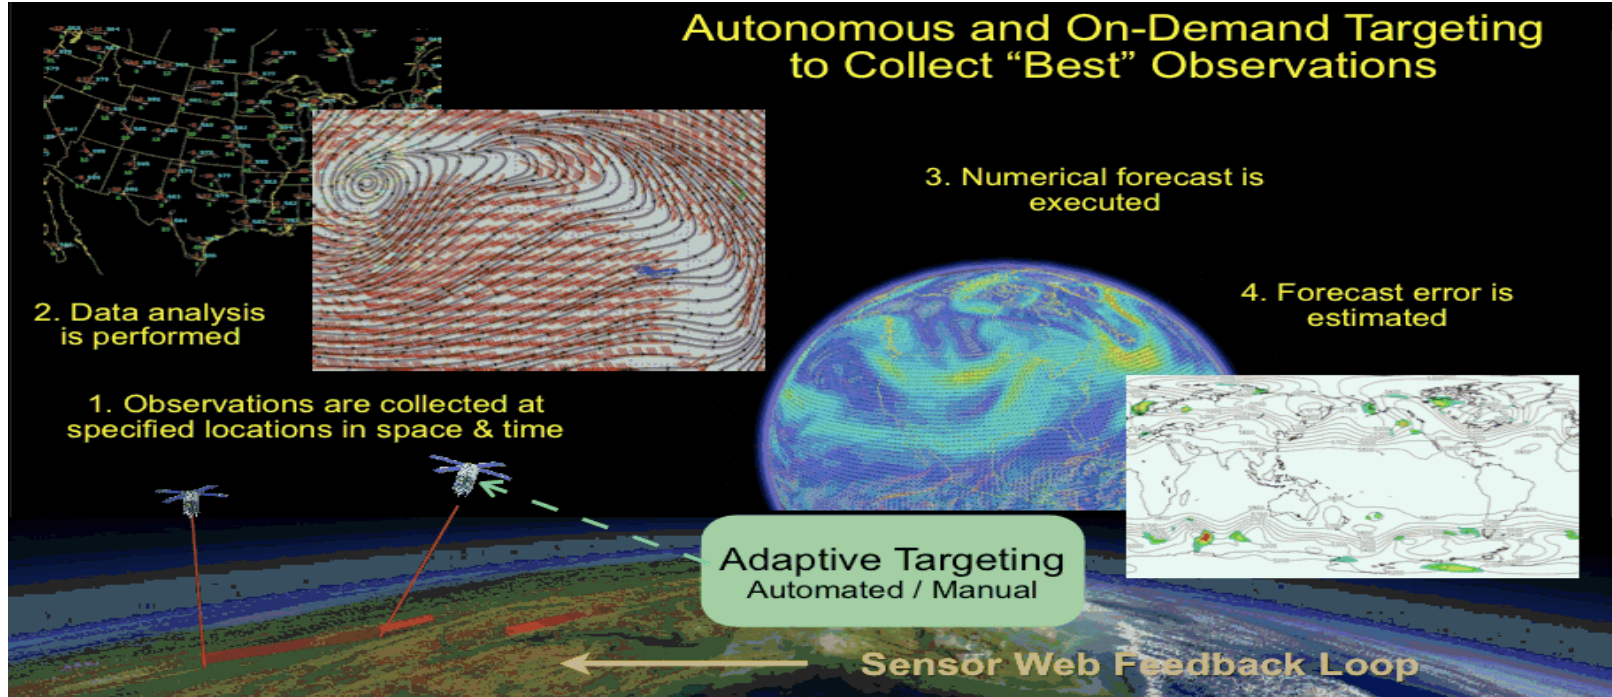 Autonomous and On-Demand Targeting
to Collect “Best” Observations
3. Numerical forecast is
executed
4. Forecast error is
estimated
2. Data analysis
is performed
1. Observations are collected at
specified locations in space & time
Adaptive Targeting
Automated / Manual
Sensor Web Feedback Loop